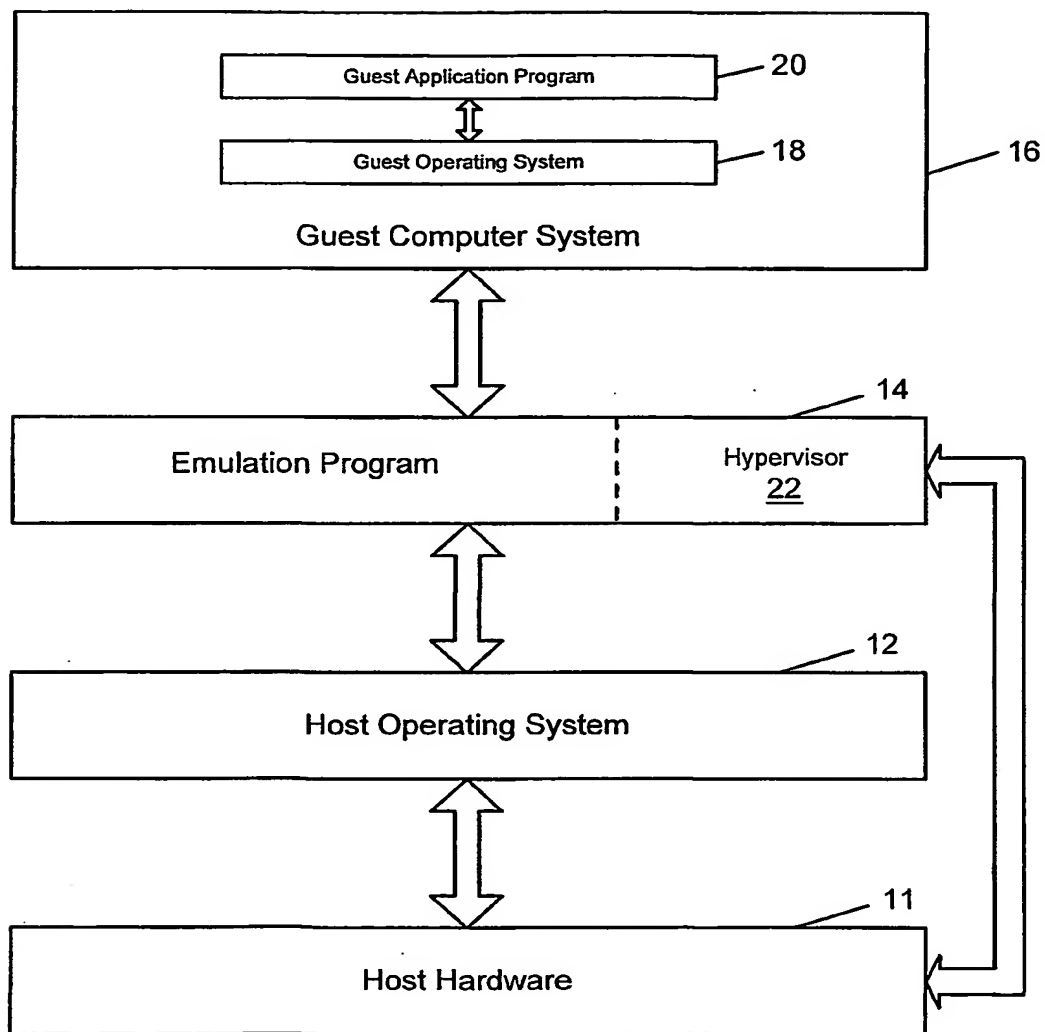 Guest Application Program
20
Guest Operating System
18
16
Guest Computer System
14
Emulation Program
Hypervisor
22
12
Host Operating System
11
Host Hardware